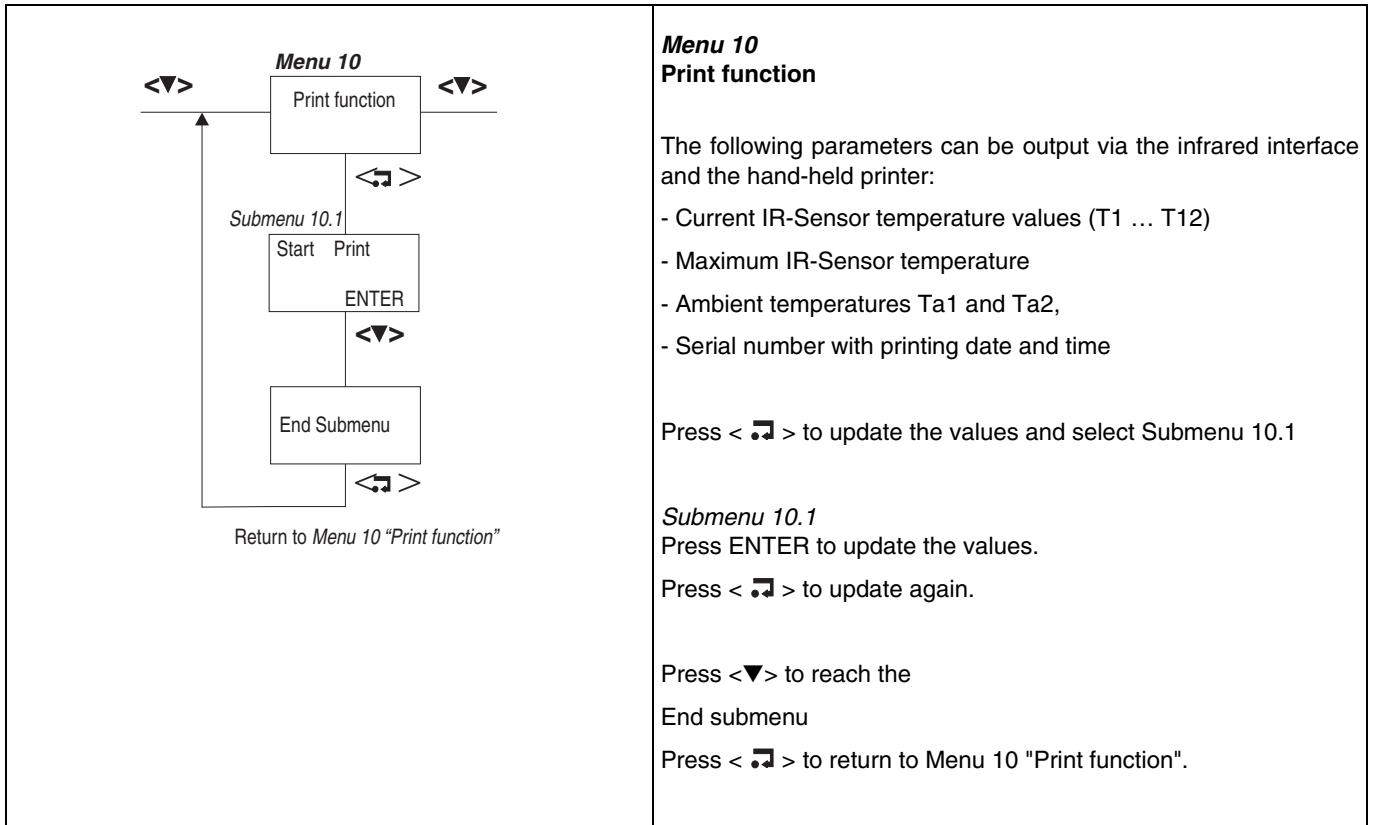 Menu 10
<▼>
<▼>
Print function
< >
Submenu 10.1
Start Print
ENTER
<▼>
End Submenu
< >
Return to Menu 10 “Print function”
Menu 10
Print function
The following parameters can be output via the infrared interface
and the hand-held printer:
- Current IR-Sensor temperature values (T1 … T12)
- Maximum IR-Sensor temperature
- Ambient temperatures Ta1 and Ta2,
- Serial number with printing date and time
Press < > to update the values and select Submenu 10.1
Submenu 10.1
Press ENTER to update the values.
Press < > to update again.
Press <▼> to reach the
End submenu
Press < > to return to Menu 10 "Print function".